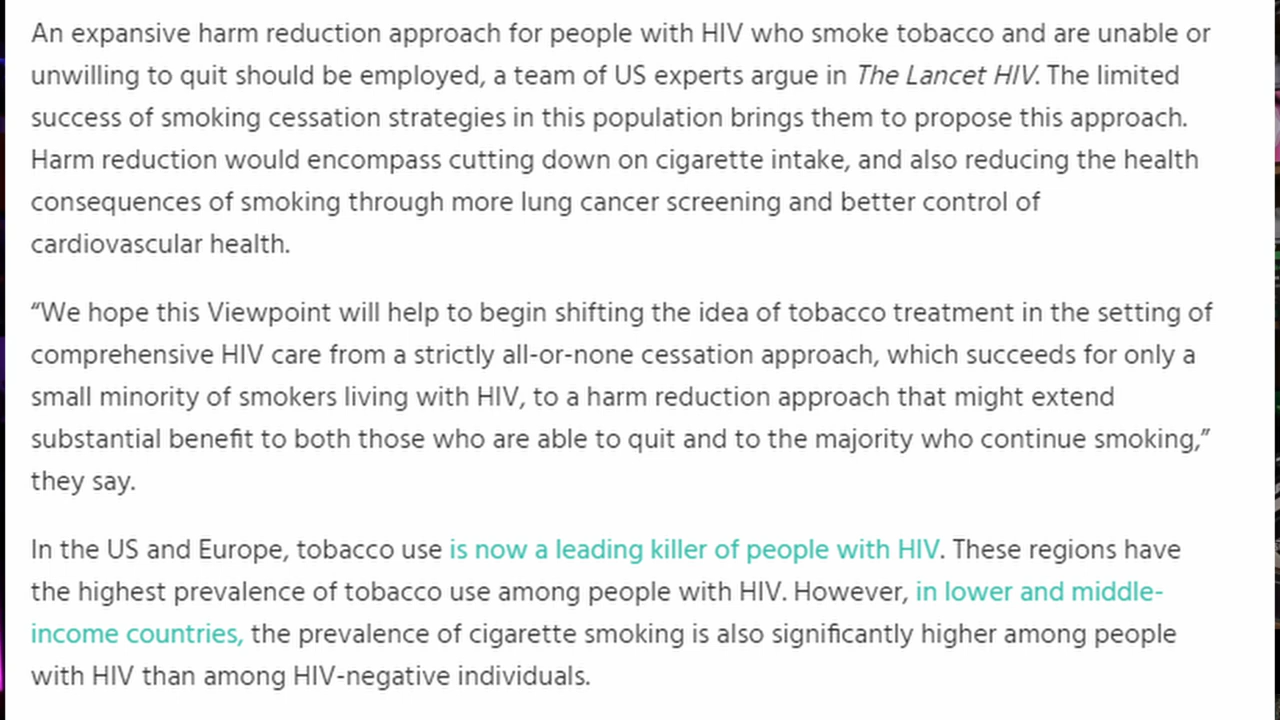 An expansive harm reduction approach for people with HIV who smoke tobacco and are unable or
unwilling to quit should be employed, a team of US experts argue in The Lancet HIV. The limited
success of smoking cessation strategies in this population brings them to propose this approach.
Harm reduction would encompass cutting down on cigarette intake, and also reducing the health
consequences of smoking through more lung cancer screening and better control of
cardiovascular health.
“We hope this Viewpoint will help to begin shifting the idea of tobacco treatment in the setting of
comprehensive HIV care from a strictly all-or-none cessation approach, which succeeds for only a
small minority of smokers living with HIV, to a harm reduction approach that might extend
substantial benefit to both those who are able to quit and to the majority who continue smoking,”
they say.
In the US and Europe, tobacco use is now a leading killer of people with HIV. These regions have
the highest prevalence of tobacco use among people with HIV. However, in lower and middle-
income countries, the prevalence of cigarette smoking is also significantly higher among people
with HIV than among HIV-negative individuals.